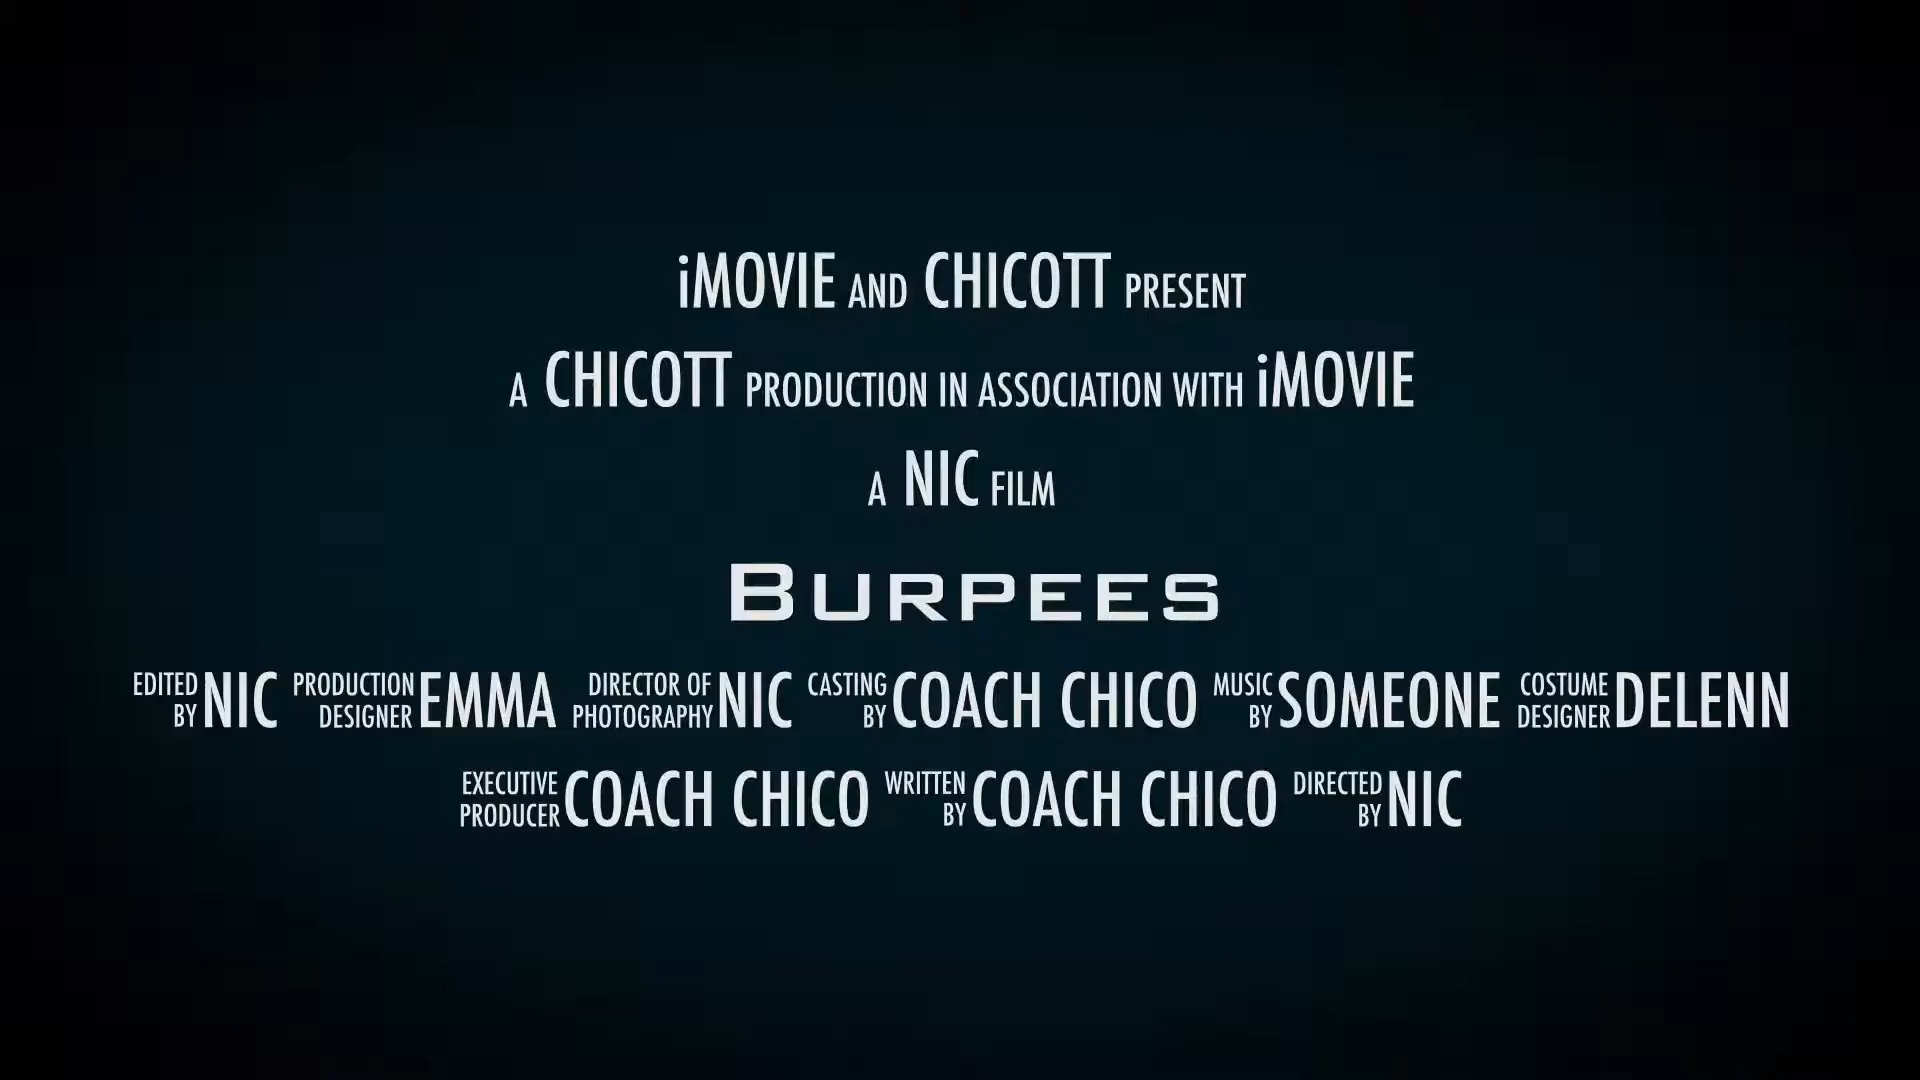 iMOVIE AND CHICOTT PRESENT
A CHICOTT PRODUCTION IN ASSOCIATION WITH iMOVIE
A NIC FILM
BURPEES
EDITED BY NIC PRODUCTION DESIGNER EMMA DIRECTOR OF PHOTOGRAPHY NIC CASTING BY COACH CHICO MUSIC BY SOMEONE COSTUME DESIGNER DELENN
EXECUTIVE PRODUCER COACH CHICO WRITTEN BY COACH CHICO DIRECTED BY NIC